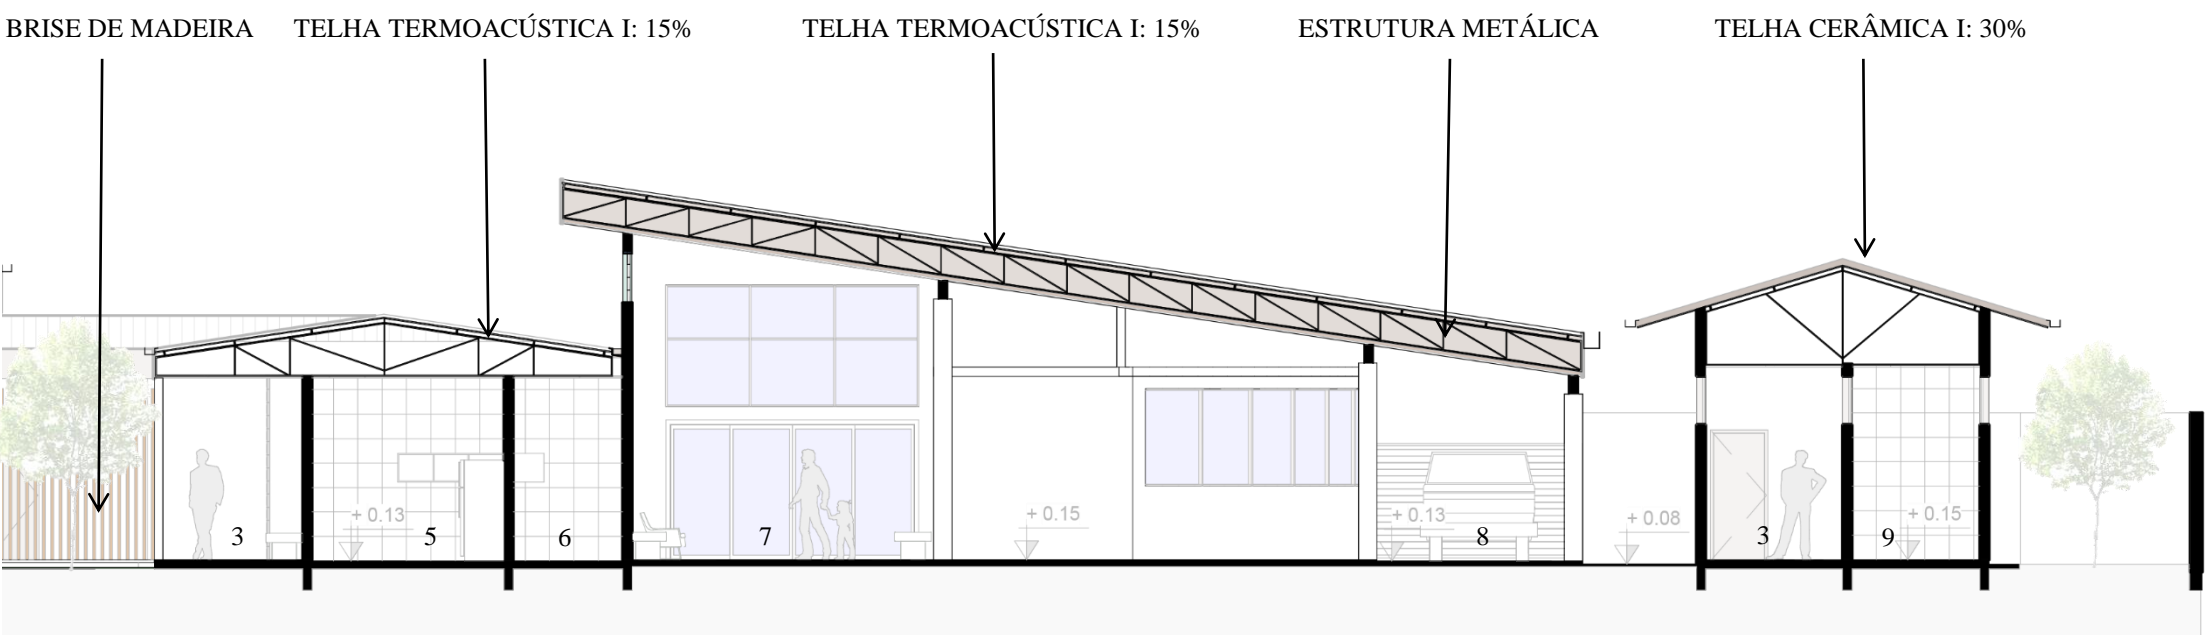 BRISE DE MADEIRA TELHA TERMOACÚSTICA I: 15% TELHA TERMOACÚSTICA I: 15% ESTRUTURA METÁLICA TELHA CERÂMICA I: 30%
+ 0.13 + 0.15 + 0.13 + 0.08 + 0.15
3 5 6 7 8 3 9